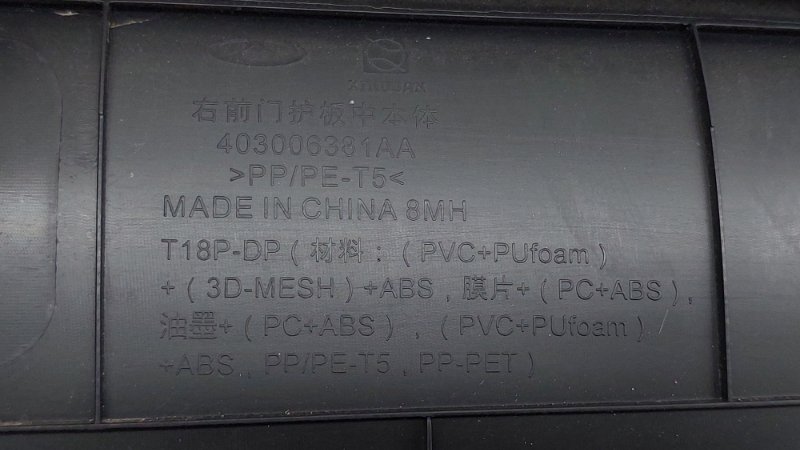 右前门护板中本体
403006381AA
>PP/PE-T5<
MADE IN CHINA 8MH
T18P-DP（材料：（PVC+PUfoam）
+（3D-MESH）+ABS，膜片+（PC+ABS），
油墨+（PC+ABS），（PVC+PUfoam）
+ABS，PP/PE-T5，PP-PET）